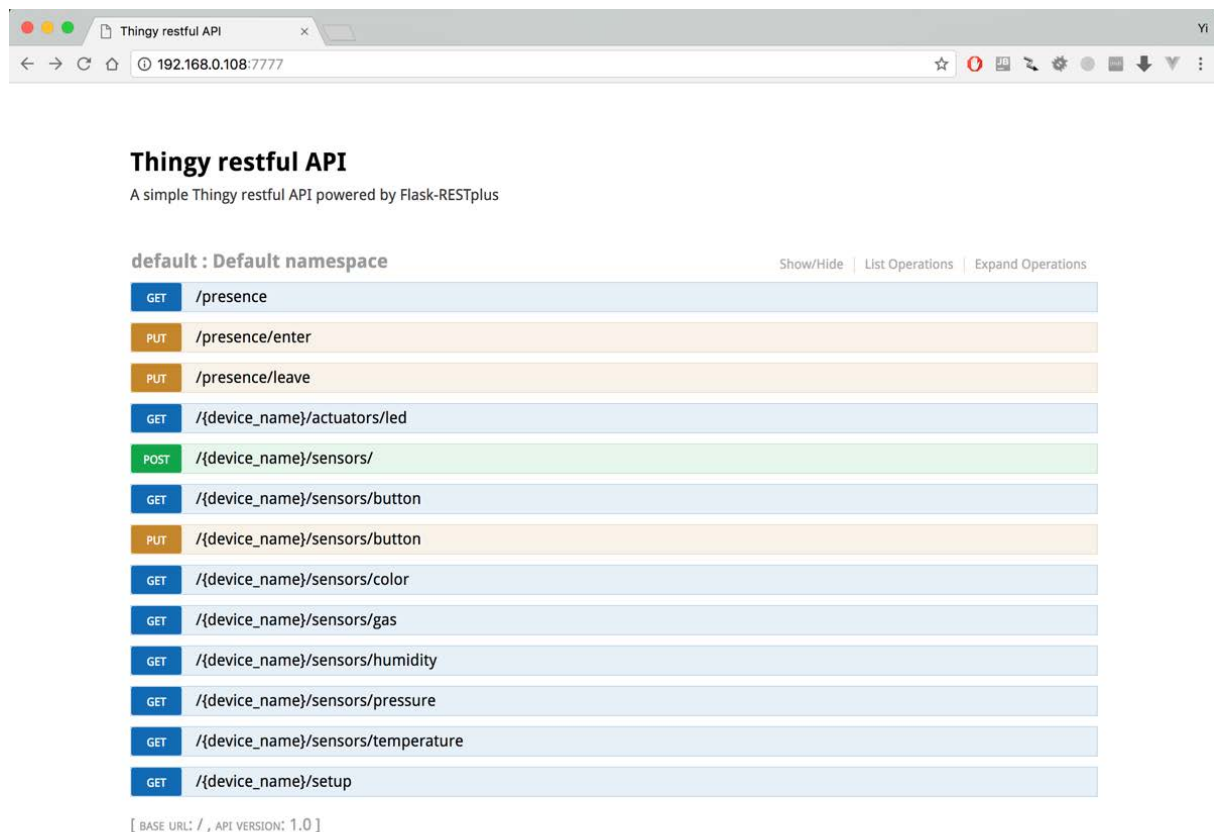 Thingy restful API
Yi
192.168.0.108:7777
Thingy restful API
A simple Thingy restful API powered by Flask-RESTplus
default : Default namespace Show/Hide List Operations Expand Operations
GET /presence
PUT /presence/enter
PUT /presence/leave
GET /{device_name}/actuators/led
POST /{device_name}/sensors/
GET /{device_name}/sensors/button
PUT /{device_name}/sensors/button
GET /{device_name}/sensors/color
GET /{device_name}/sensors/gas
GET /{device_name}/sensors/humidity
GET /{device_name}/sensors/pressure
GET /{device_name}/sensors/temperature
GET /{device_name}/setup
[ BASE URL: / , API VERSION: 1.0 ]